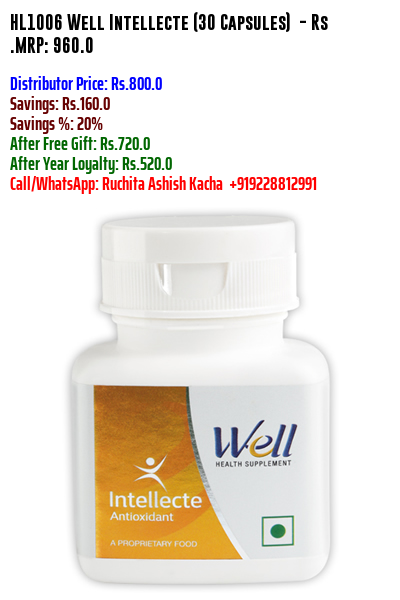 HL1006 Well Intellecte (30 Capsules) - Rs
.MRP: 960.0
Distributor Price: Rs.800.0
Savings: Rs.160.0
Savings %: 20%
After Free Gift: Rs.720.0
After Year Loyalty: Rs.520.0
Call/WhatsApp: Ruchita Ashish Kacha +919228812991
Well
HEALTH SUPPLEMENT
Intellecte
Antioxidant
A PROPRIETARY FOOD